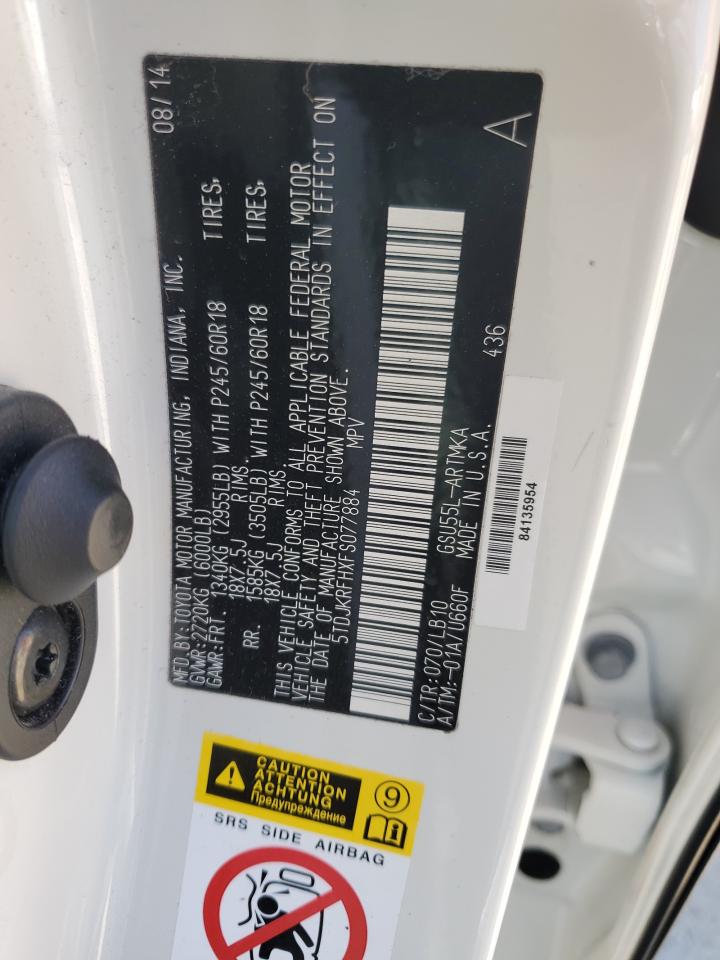 MFD.BY:TOYOTA MOTOR MANUFACTURING, INDIANA, INC. 08/14
GVWR:2720KG (6000LB)
GAWR:FRT. 1340KG (2955LB) WITH P245/60R18 TIRES,
18X7.5J RIMS.
RR. 1585KG (3505LB) WITH P245/60R18 TIRES,
18X7.5J RIMS.
THIS VEHICLE CONFORMS TO ALL APPLICABLE FEDERAL MOTOR
VEHICLE SAFETY AND THEFT PREVENTION STANDARDS IN EFFECT ON
THE DATE OF MANUFACTURE SHOWN ABOVE.
5TDJKRFHXFS077884 MPV
C/TR:070/LB10 GSU55L-ARTMKA 436 A
A/TM:-01A/U660F MADE IN U.S.A.
84135954
CAUTION
ATTENTION
ACHTUNG
Предупреждение
9
SRS SIDE AIRBAG